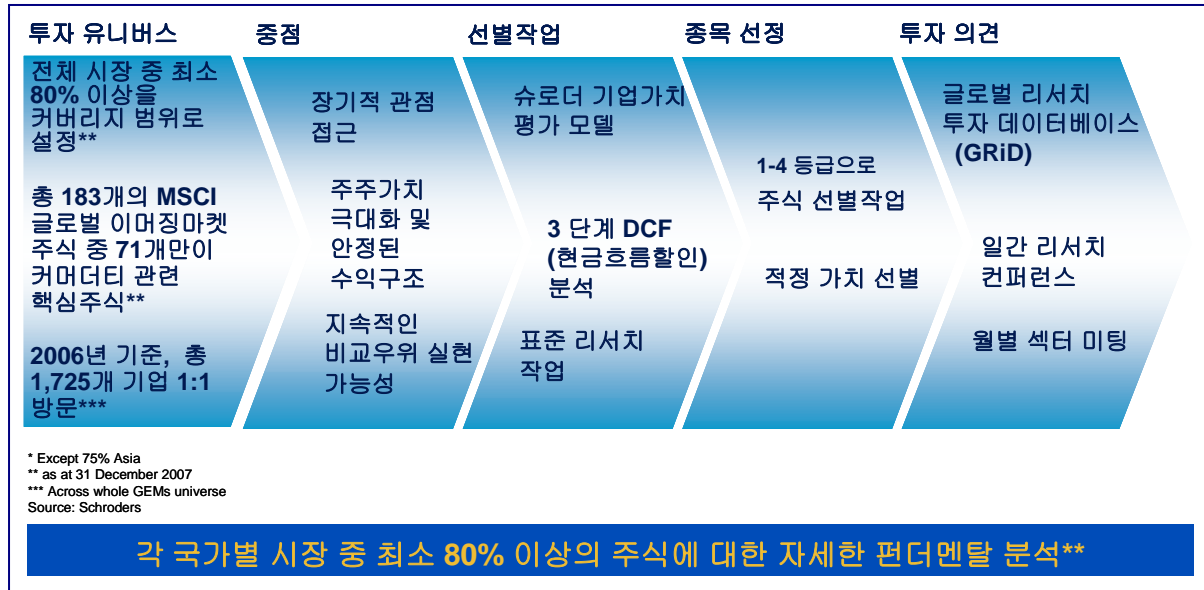 투자 유니버스
중점
선별작업
종목 선정
투자 의견
전체 시장 중 최소
80% 이상을
커버리지 범위로
설정**
총 183개의 MSCI
글로벌 이머징마켓
주식 중 71개만이
커머더티 관련
핵심주식**
2006년 기준, 총
1,725개 기업 1:1
방문***
장기적 관점
접근
주주가치
극대화 및
안정된
수익구조
지속적인
비교우위 실현
가능성
슈로더 기업가치
평가 모델
3 단계 DCF
(현금흐름할인)
분석
표준 리서치
작업
1-4 등급으로
주식 선별작업
적정 가치 선별
글로벌 리서치
투자 데이터베이스
(GRiD)
일간 리서치
컨퍼런스
월별 섹터 미팅
* Except 75% Asia
** as at 31 December 2007
*** Across whole GEMs universe
Source: Schroders
각 국가별 시장 중 최소 80% 이상의 주식에 대한 자세한 펀더멘탈 분석**